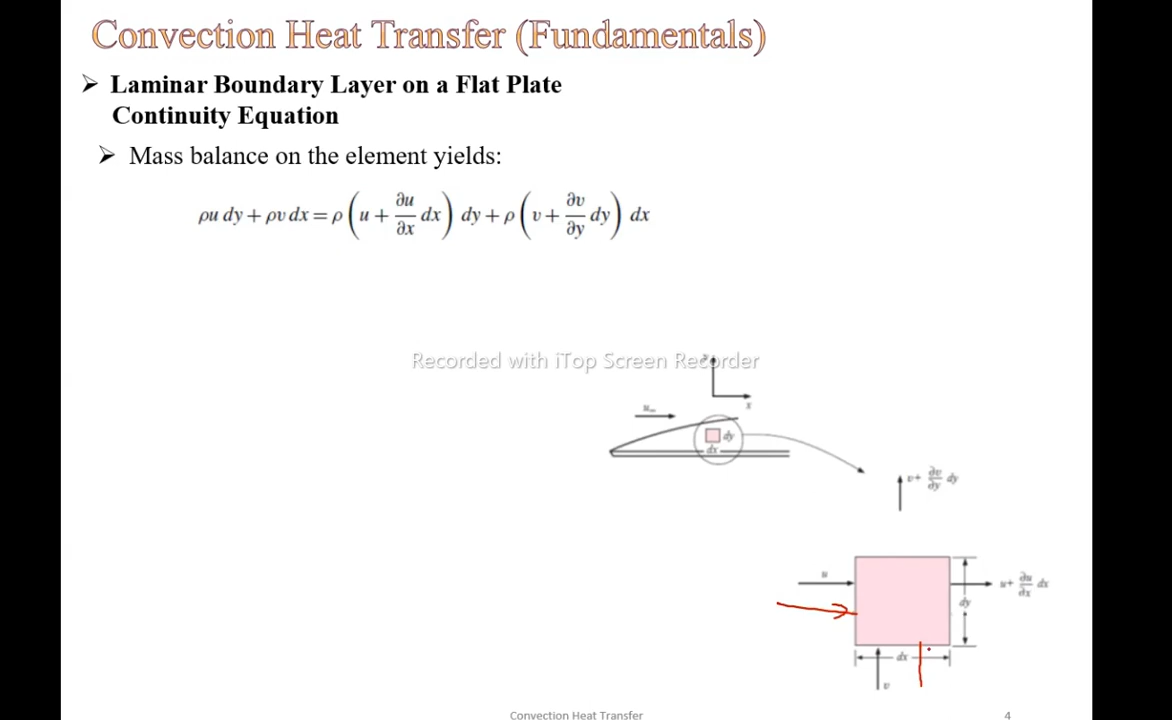 Convection Heat Transfer (Fundamentals)
➢ Laminar Boundary Layer on a Flat Plate
Continuity Equation
➢ Mass balance on the element yields:
ρu dy + ρv dx = ρ(u + ∂u/∂x dx) dy + ρ(v + ∂v/∂y dy) dx
Recorded with iTop Screen Recorder
x
u∞
dy
dx
v+ ∂v/∂y dy
u
u+ ∂u/∂x dx
dy
dx
v
Convection Heat Transfer
4